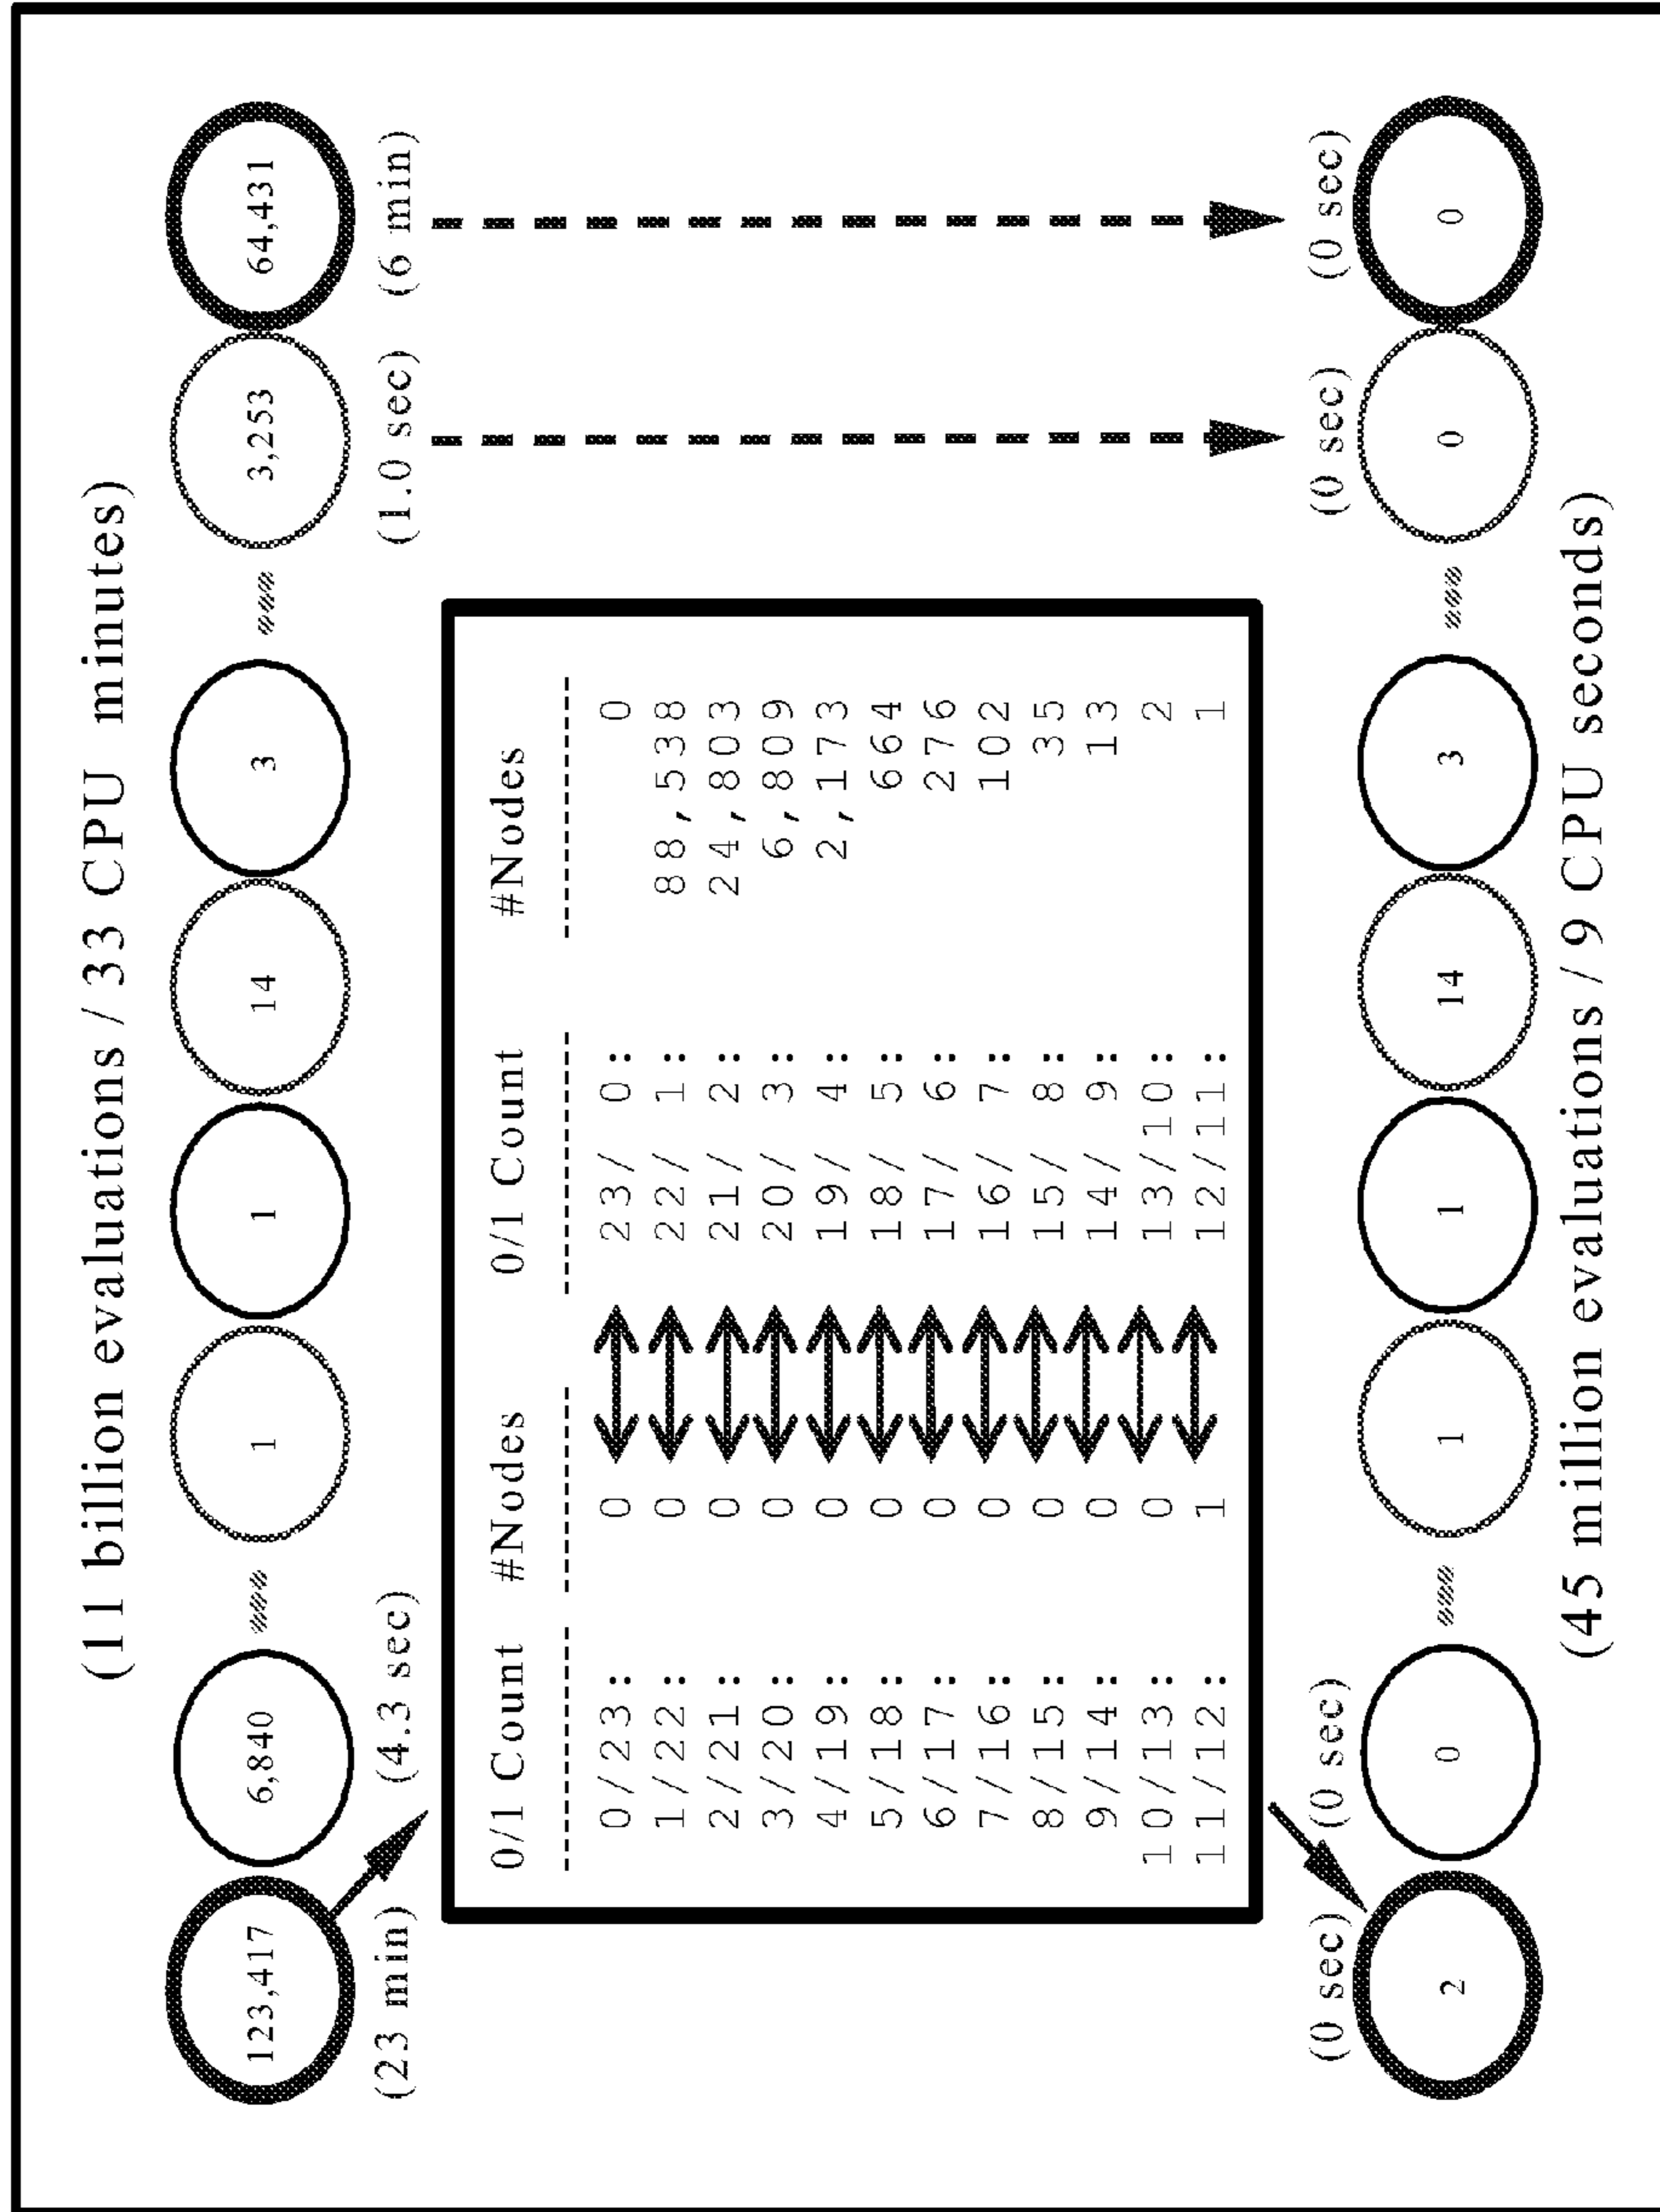 (11 billion evaluations / 33 CPU minutes)
123,417 6,840 1 1 14 3 3,253 64,431
(23 min) (4.3 sec) (1.0 sec) (6 min)
0/1 Count #Nodes 0/1 Count #Nodes
0/23: 0 23/ 0: 0
1/22: 0 22/ 1: 88,538
2/21: 0 21/ 2: 24,803
3/20: 0 20/ 3: 6,809
4/19: 0 19/ 4: 2,173
5/18: 0 18/ 5: 664
6/17: 0 17/ 6: 276
7/16: 0 16/ 7: 102
8/15: 0 15/ 8: 35
9/14: 0 14/ 9: 13
10/13: 0 13/10: 2
11/12: 1 12/11: 1
(0 sec) (0 sec) (0 sec) (0 sec)
2 0 1 1 14 3 0 0
(45 million evaluations / 9 CPU seconds)